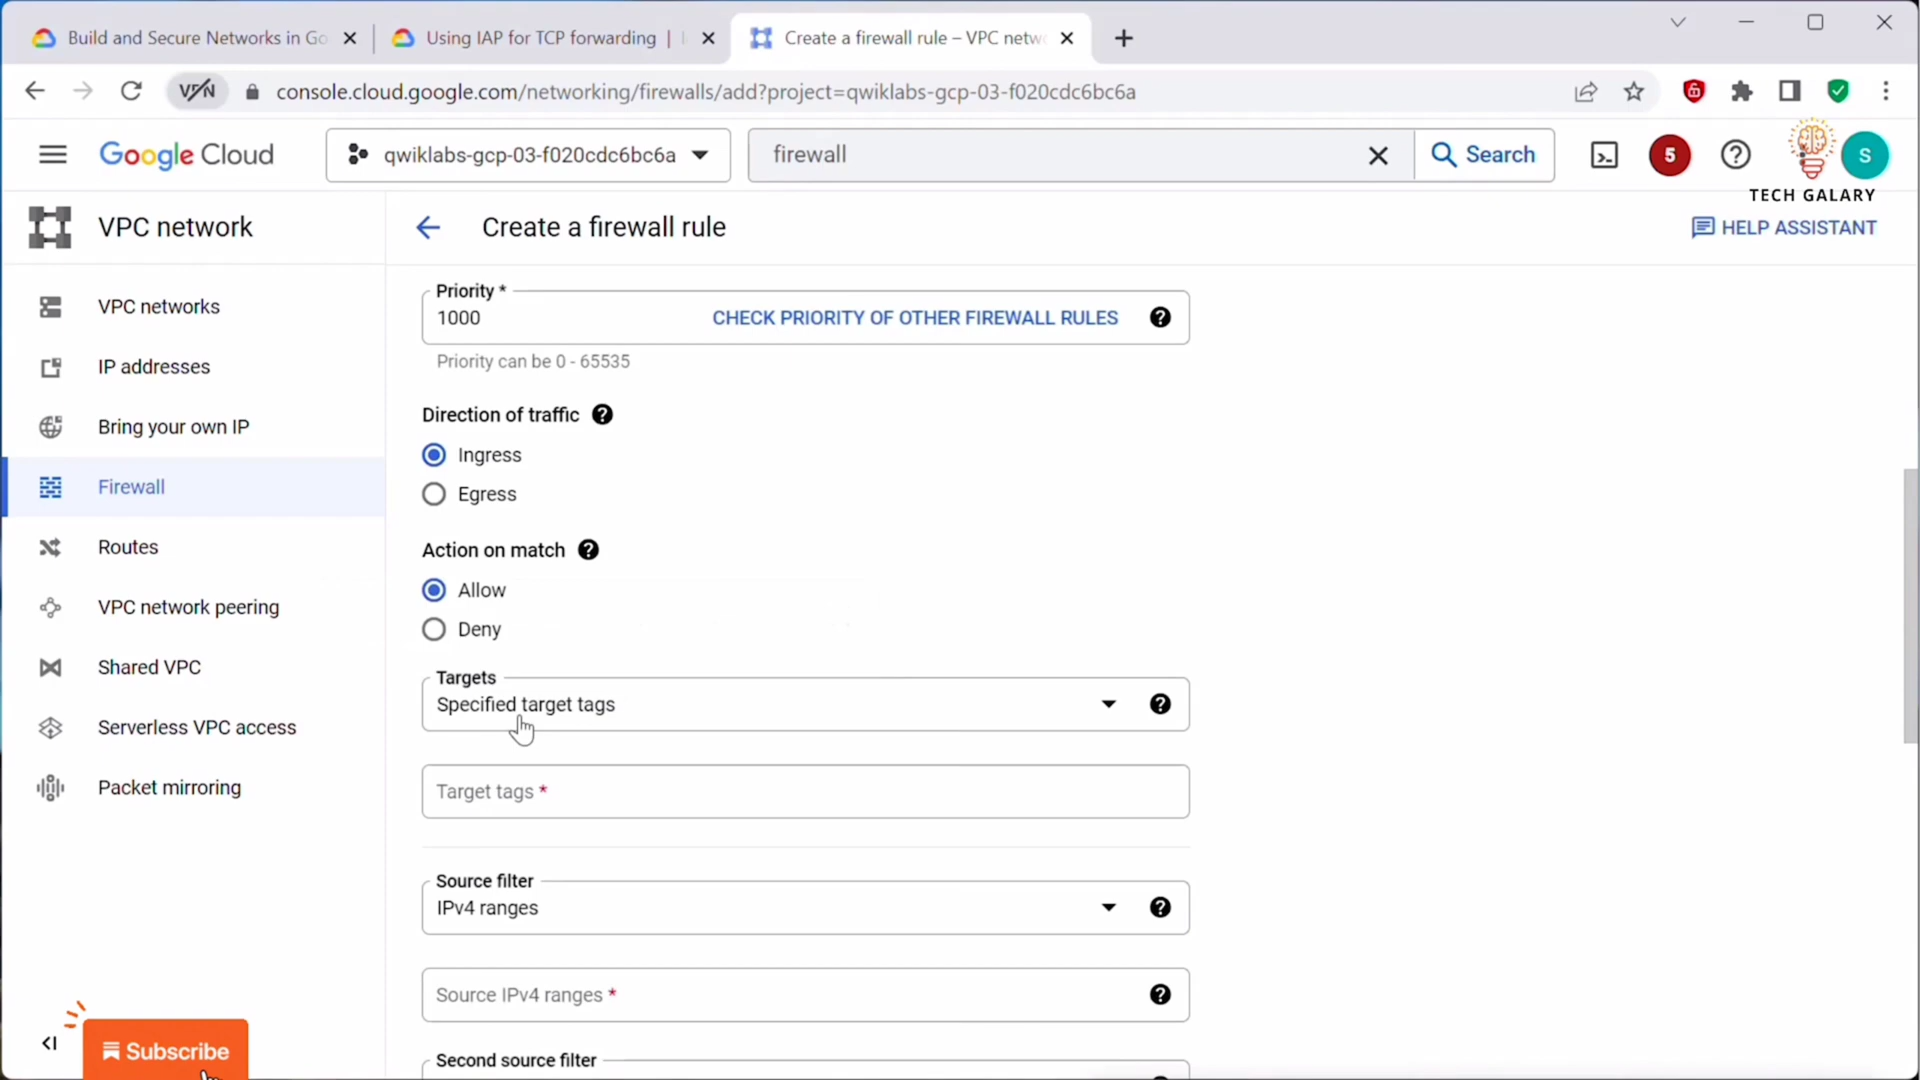 Build and Secure Networks in Go
Using IAP for TCP forwarding |
Create a firewall rule – VPC netw
VPN
console.cloud.google.com/networking/firewalls/add?project=qwiklabs-gcp-03-f020cdc6bc6a
Google Cloud
qwiklabs-gcp-03-f020cdc6bc6a
firewall
Search
5
S
TECH GALARY
VPC network
Create a firewall rule
HELP ASSISTANT
VPC networks
IP addresses
Bring your own IP
Firewall
Routes
VPC network peering
Shared VPC
Serverless VPC access
Packet mirroring
Priority *
1000
CHECK PRIORITY OF OTHER FIREWALL RULES
Priority can be 0 - 65535
Direction of traffic
Ingress
Egress
Action on match
Allow
Deny
Targets
Specified target tags
Target tags *
Source filter
IPv4 ranges
Source IPv4 ranges *
Second source filter
Subscribe